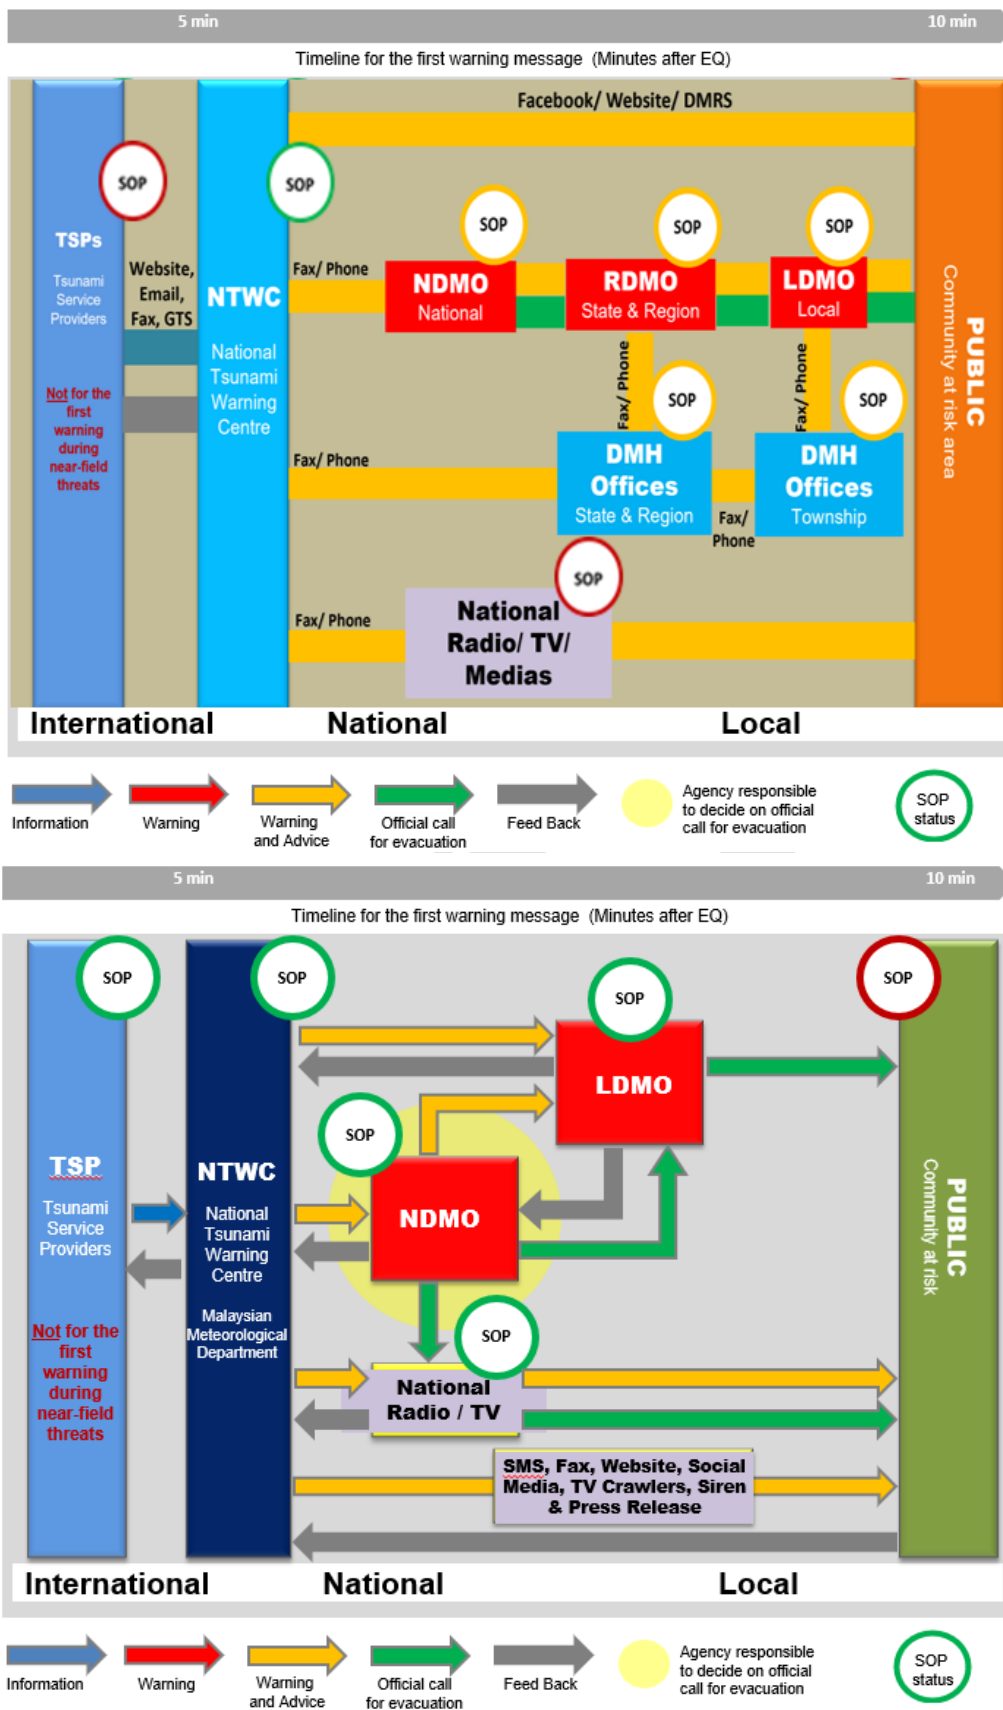 5 min
10 min
Timeline for the first warning message (Minutes after EQ)
Facebook/ Website/ DMRS
SOP
SOP
SOP
SOP
SOP
TSPs
Tsunami
Service
Providers
Not for the
first
warning
during
near-field
threats
Website,
Email,
Fax, GTS
NTWC
National
Tsunami
Warning
Centre
Fax/ Phone
NDMO
National
RDMO
State & Region
LDMO
Local
Fax/ Phone
Fax/ Phone
SOP
SOP
Fax/ Phone
DMH
Offices
State & Region
Fax/
Phone
DMH
Offices
Township
SOP
Fax/ Phone
National
Radio/ TV/
Medias
PUBLIC
Community at risk area
International
National
Local
Information
Warning
Warning
and Advice
Official call
for evacuation
Feed Back
Agency responsible
to decide on official
call for evacuation
SOP
status
5 min
10 min
Timeline for the first warning message (Minutes after EQ)
SOP
SOP
SOP
SOP
LDMO
SOP
NDMO
TSP
Tsunami
Service
Providers
Not for the
first
warning
during
near-field
threats
NTWC
National
Tsunami
Warning
Centre
Malaysian
Meteorological
Department
SOP
National
Radio / TV
SMS, Fax, Website, Social
Media, TV Crawlers, Siren
& Press Release
PUBLIC
Community at risk
International
National
Local
Information
Warning
Warning
and Advice
Official call
for evacuation
Feed Back
Agency responsible
to decide on official
call for evacuation
SOP
status